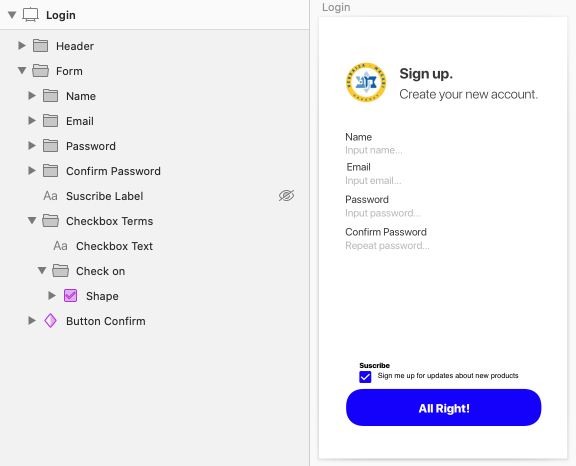 Login
Header
Form
Name
Email
Password
Confirm Password
Aa Suscribe Label
Checkbox Terms
Aa Checkbox Text
Check on
Shape
Button Confirm
Login
Sign up.
Create your new account.
Name
Input name...
Email
Input email...
Password
Input password...
Confirm Password
Repeat password...
Suscribe
Sign me up for updates about new products
All Right!